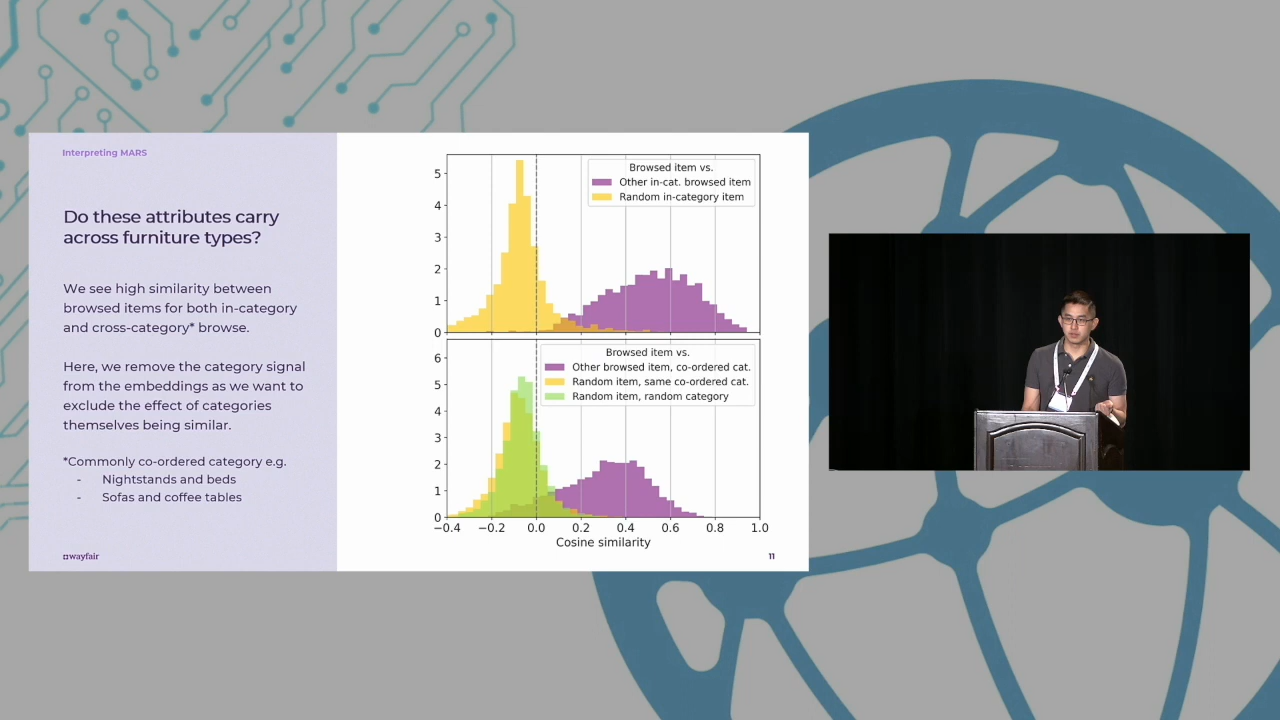 Interpreting MARS
Do these attributes carry
across furniture types?
We see high similarity between
browsed items for both in-category
and cross-category* browse.
Here, we remove the category signal
from the embeddings as we want to
exclude the effect of categories
themselves being similar.
*Commonly co-ordered category e.g.
- Nightstands and beds
- Sofas and coffee tables
wayfair
5
4
3
2
1
0
Browsed item vs.
Other in-cat. browsed item
Random in-category item
6
5
4
3
2
1
0
Browsed item vs.
Other browsed item, co-ordered cat.
Random item, same co-ordered cat.
Random item, random category
−0.4 −0.2 0.0 0.2 0.4 0.6 0.8 1.0
Cosine similarity
11